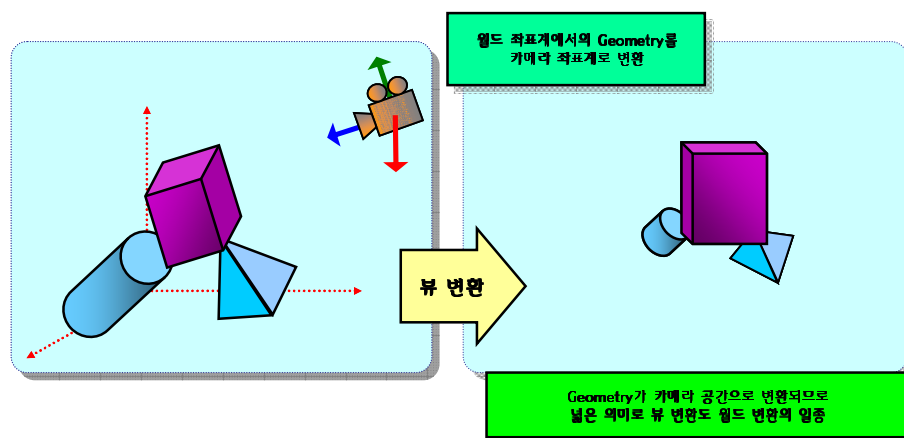 월드 좌표계에서의 Geometry를
카메라 좌표계로 변환
뷰 변환
Geometry가 카메라 공간으로 변환되므로
넓은 의미로 뷰 변환도 월드 변환의 일종